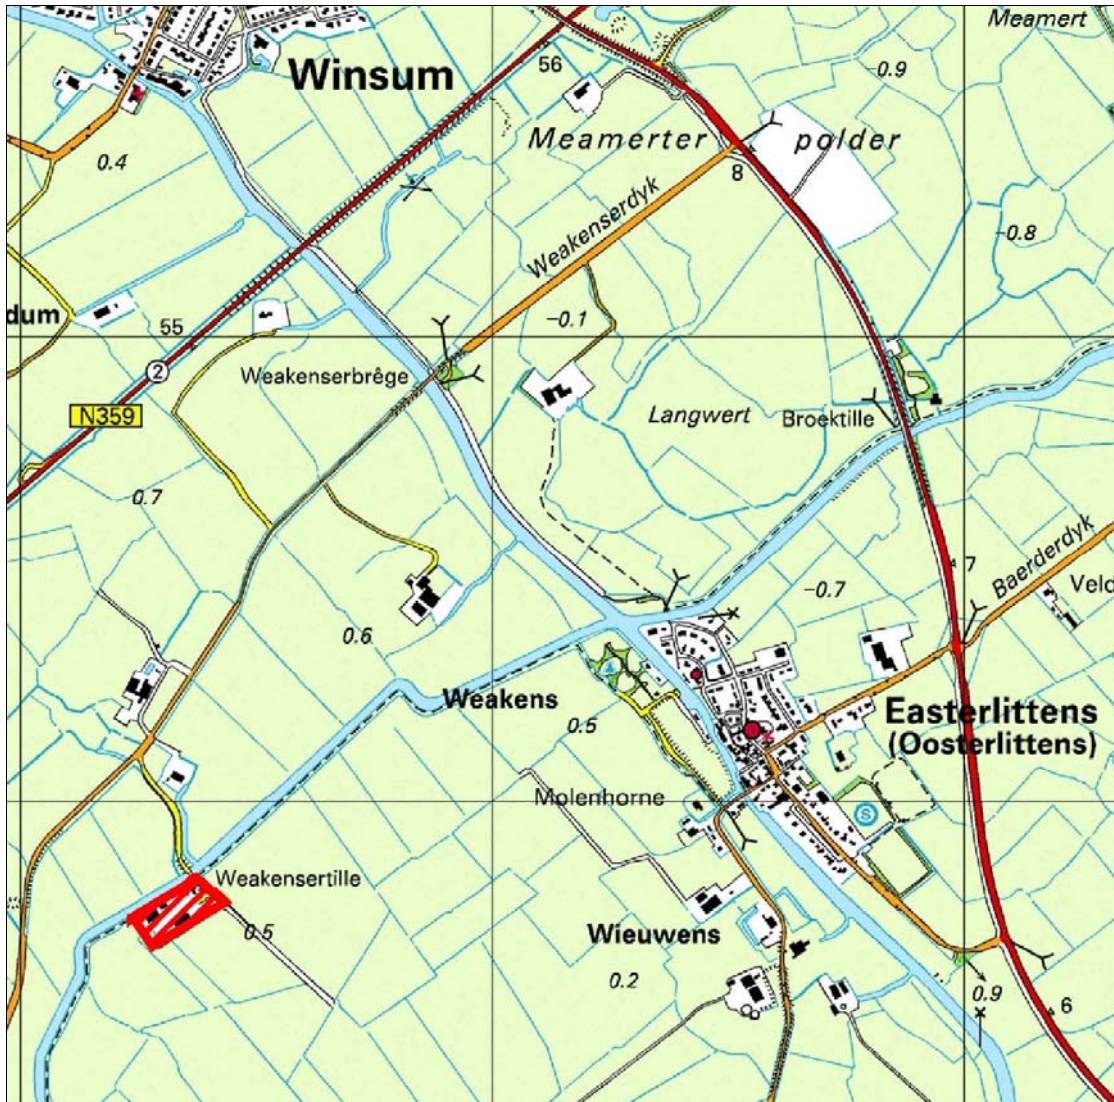 Meamert
Winsum
56
-0.9
Meamerter polder
0.4
8
Weakenserdyk
-0.8
dum
55
-0.1
2
Weakenserbrêge
N359
Langwert
Broektille
0.7
7
Baerderdyk
-0.7
Veld
0.6
Weakens
0.5
Easterlittens
(Oosterlittens)
Molenhorne
S
Weakensertille
0.5
Wieuwens
0.2
0.9
6